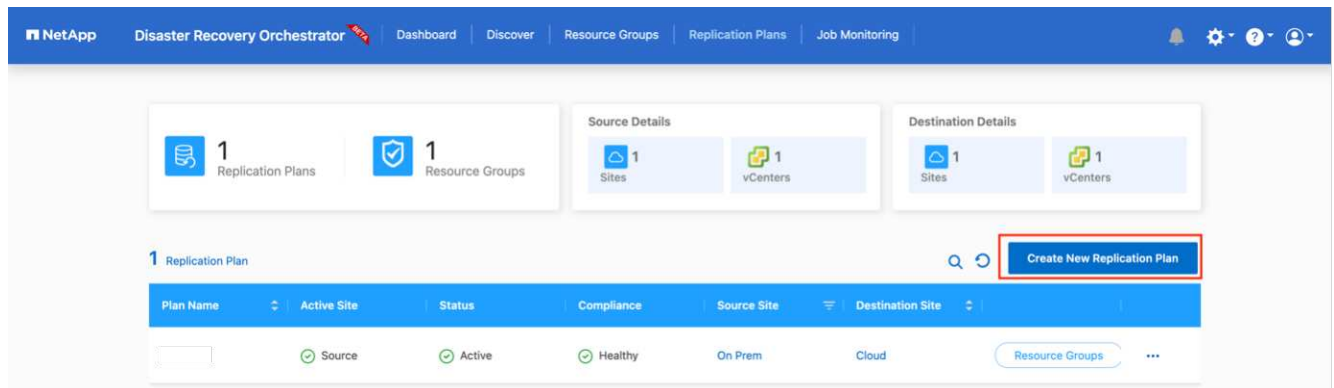 NetApp Disaster Recovery Orchestrator BETA Dashboard Discover Resource Groups Replication Plans Job Monitoring
Source Details Destination Details
1 Replication Plans 1 Resource Groups 1 Sites 1 vCenters 1 Sites 1 vCenters
1 Replication Plan Create New Replication Plan
Plan Name Active Site Status Compliance Source Site Destination Site
Source Active Healthy On Prem Cloud Resource Groups ...